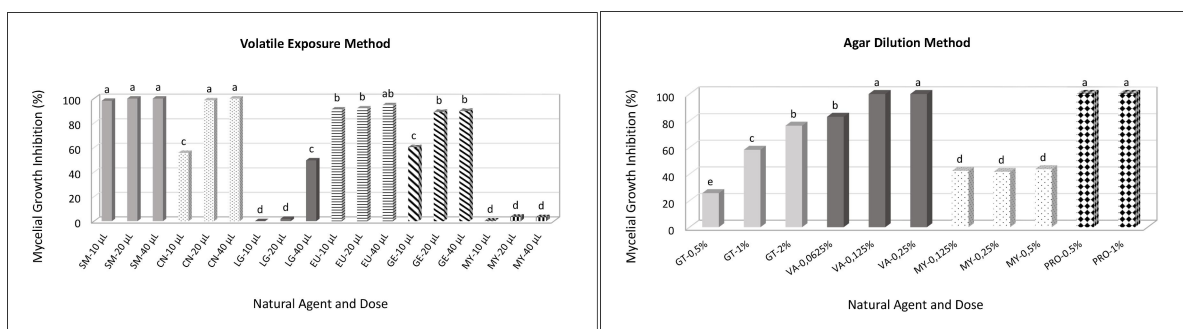 Volatile Exposure Method
Mycelial Growth Inhibition (%)
100
80
60
40
20
0
a a a c a a d d c b b ab c b b d d d
SM-10 µL SM-20 µL SM-40 µL CN-10 µL CN-20 µL CN-40 µL LG-10 µL LG-20 µL LG-40 µL EU-10 µL EU-20 µL EU-40 µL GE-10 µL GE-20 µL GE-40 µL MY-10 µL MY-20 µL MY-40 µL
Natural Agent and Dose
Agar Dilution Method
Mycelial Growth Inhibition (%)
100
80
60
40
20
0
e c b b a a d d d a a
GT-0,5% GT-1% GT-2% VA-0,0625% VA-0,125% VA-0,25% MY-0,125% MY-0,25% MY-0,5% PRO-0.5% PRO-1%
Natural Agent and Dose